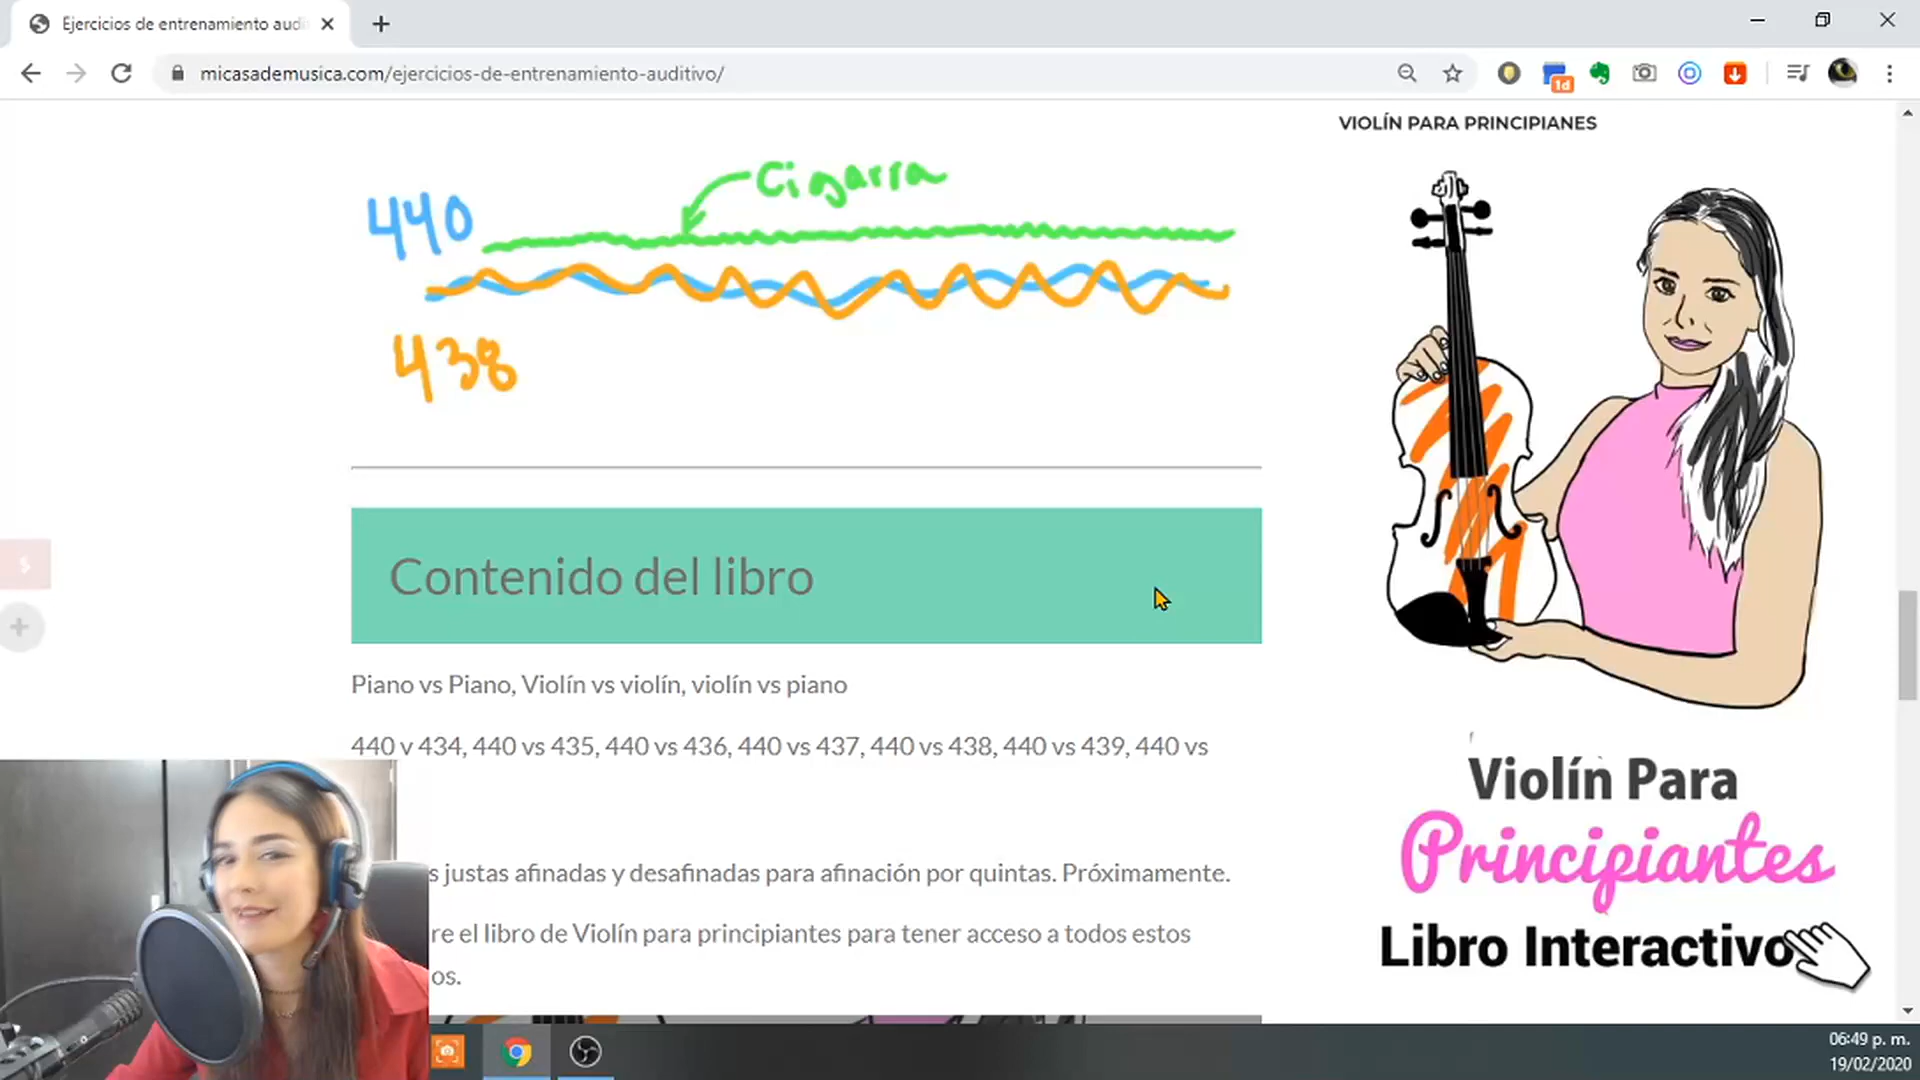 Ejercicios de entrenamiento audi
micasademusica.com/ejercicios-de-entrenamiento-auditivo/
1d
VIOLÍN PARA PRINCIPIANES
Cigarra
440
438
Contenido del libro
Piano vs Piano, Violín vs violín, violín vs piano
440 v 434, 440 vs 435, 440 vs 436, 440 vs 437, 440 vs 438, 440 vs 439, 440 vs
s justas afinadas y desafinadas para afinación por quintas. Próximamente.
re el libro de Violín para principiantes para tener acceso a todos estos
os.
$
Violín Para
Principiantes
Libro Interactivo
06:49 p. m.
19/02/2020